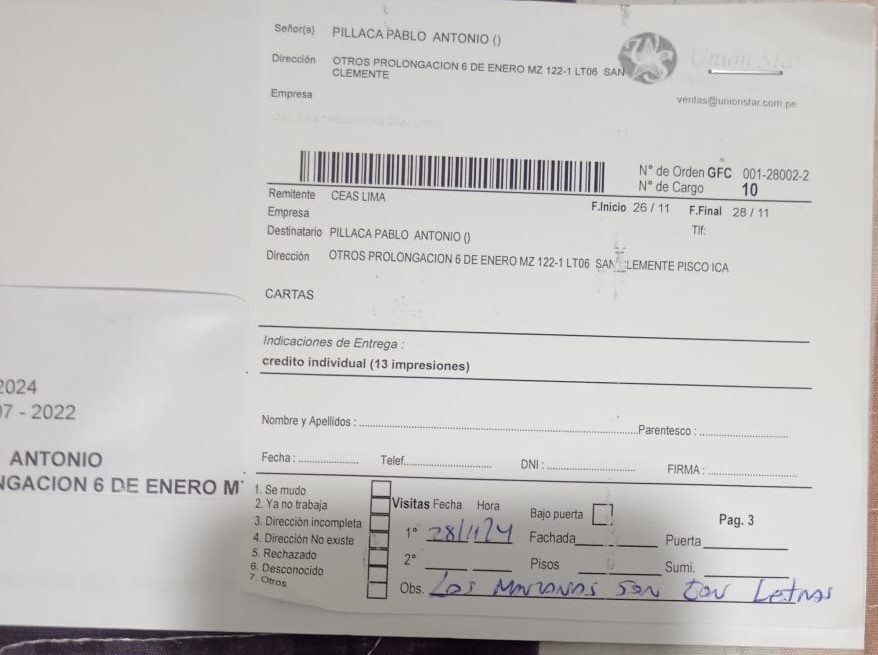 Señor(a) PILLACA PABLO ANTONIO ()
Dirección OTROS PROLONGACION 6 DE ENERO MZ 122-1 LT06 SAN
CLEMENTE
Empresa
Union Star
ventas@unionstar.com.pe
N° de Orden GFC 001-28002-2
N° de Cargo 10
Remitente CEAS LIMA
F.Inicio 26 / 11 F.Final 28 / 11
Empresa
Tlf:
Destinatario PILLACA PABLO ANTONIO ()
Dirección OTROS PROLONGACION 6 DE ENERO MZ 122-1 LT06 SAN CLEMENTE PISCO ICA
CARTAS
Indicaciones de Entrega :
credito individual (13 impresiones)
Nombre y Apellidos : Parentesco :
Fecha : Telef. DNI : FIRMA :
1. Se mudo
2. Ya no trabaja
3. Dirección incompleta
4. Dirección No existe
5. Rechazado
6. Desconocido
7. Otros
Visitas Fecha Hora Bajo puerta Pag. 3
1° 28/11/24 Fachada Puerta
2° Pisos Sumi.
Obs. Las Manzanas son con Letras
2024
07 - 2022
ANTONIO
NGACION 6 DE ENERO M